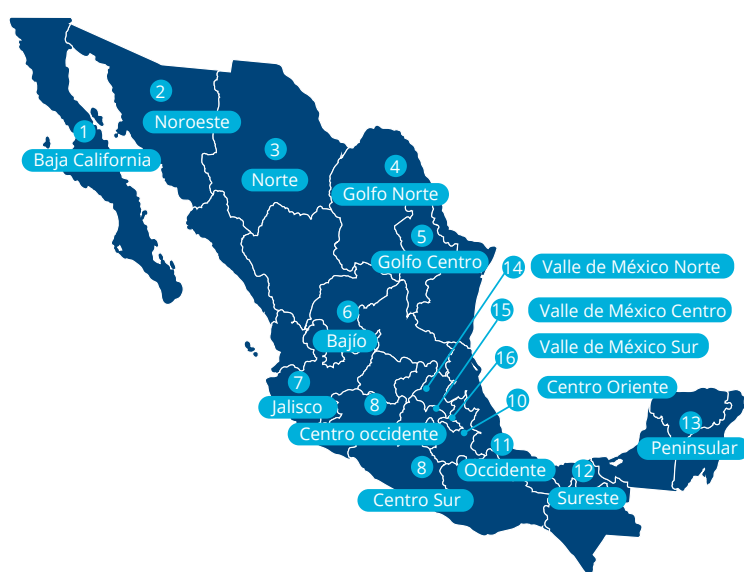 1
Baja California
2
Noroeste
3
Norte
4
Golfo Norte
5
Golfo Centro
6
Bajío
7
Jalisco
8
Centro occidente
8
Centro Sur
10
Centro Oriente
11
Occidente
12
Sureste
13
Peninsular
14
Valle de México Norte
15
Valle de México Centro
16
Valle de México Sur